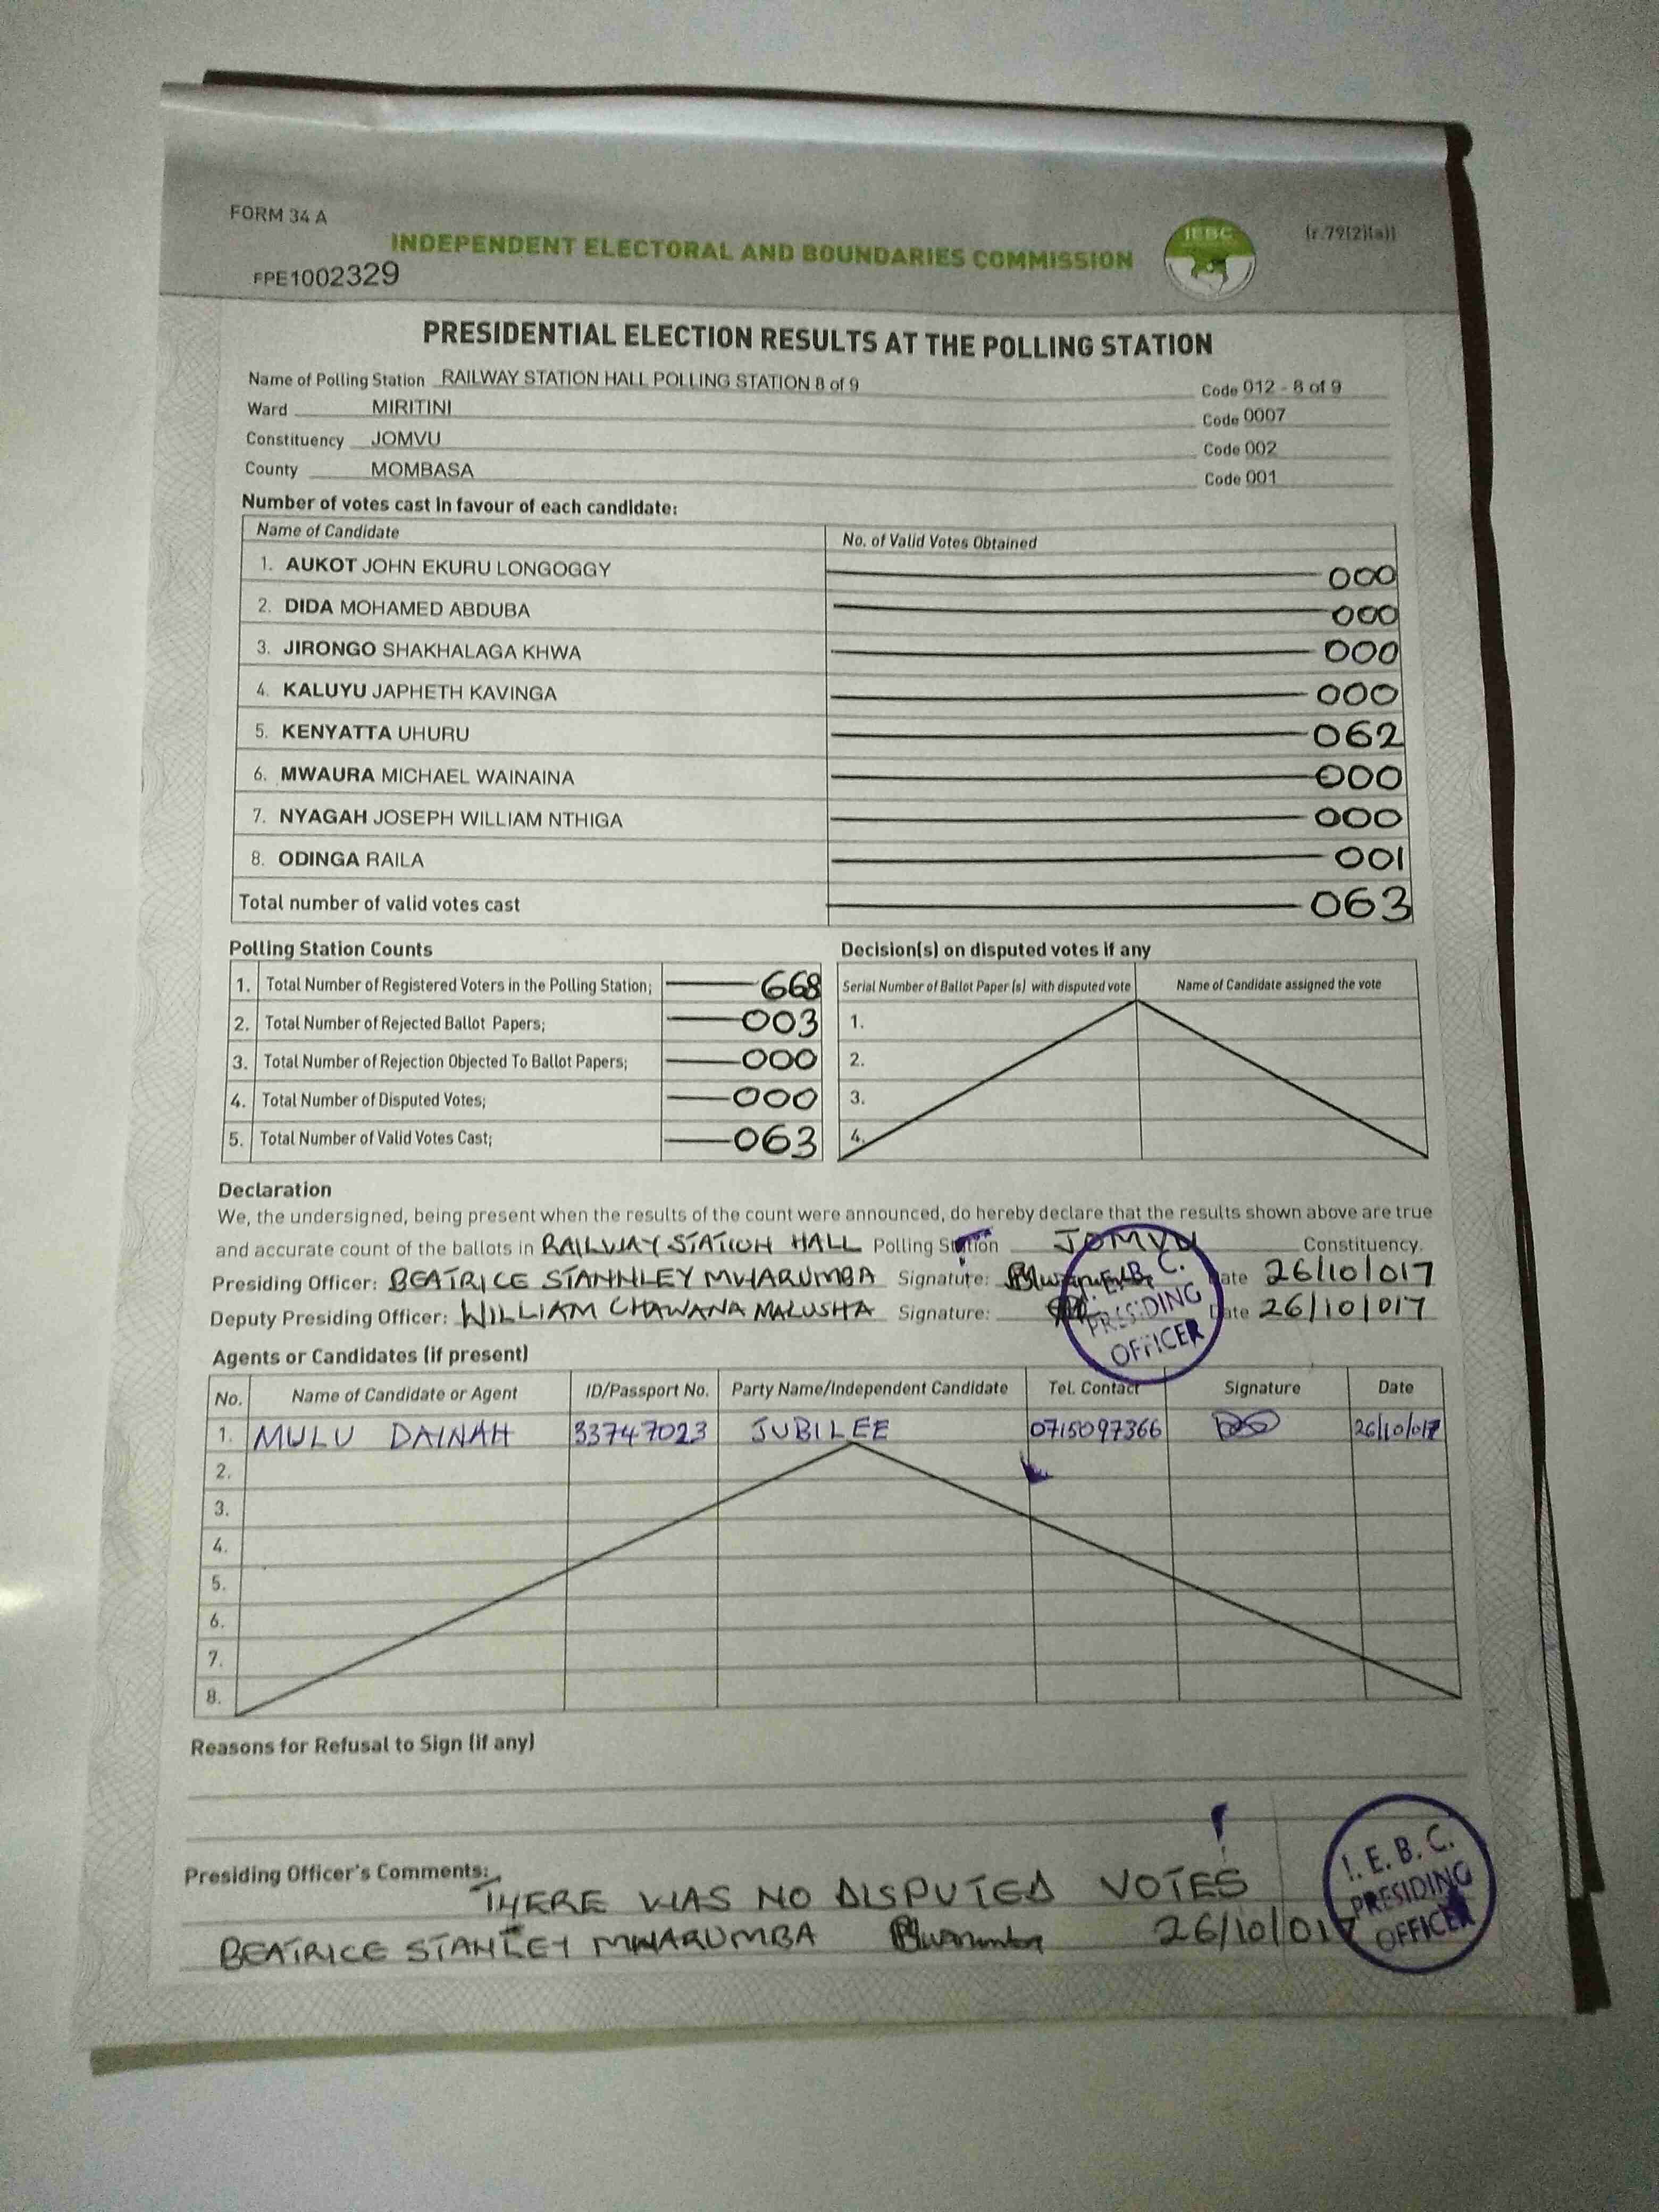 FORM 34 A
INDEPENDENT ELECTORAL AND BOUNDARIES COMMISSION
IEBC
(r.79(2)(a))
FPE1002329
PRESIDENTIAL ELECTION RESULTS AT THE POLLING STATION
Name of Polling Station RAILWAY STATION HALL POLLING STATION 8 of 9 Code 012 - 8 of 9
Ward MIRITINI Code 0007
Constituency JOMVU Code 002
County MOMBASA Code 001
Number of votes cast in favour of each candidate:
Name of Candidate No. of Valid Votes Obtained
1. AUKOT JOHN EKURU LONGOGGY 000
2. DIDA MOHAMED ABDUBA 000
3. JIRONGO SHAKHALAGA KHWA 000
4. KALUYU JAPHETH KAVINGA 000
5. KENYATTA UHURU 062
6. MWAURA MICHAEL WAINAINA 000
7. NYAGAH JOSEPH WILLIAM NTHIGA 000
8. ODINGA RAILA 001
Total number of valid votes cast 063
Polling Station Counts
1. Total Number of Registered Voters in the Polling Station; 668
2. Total Number of Rejected Ballot Papers; 003
3. Total Number of Rejection Objected To Ballot Papers; 000
4. Total Number of Disputed Votes; 000
5. Total Number of Valid Votes Cast; 063
Decision(s) on disputed votes if any
Serial Number of Ballot Paper (s) with disputed vote Name of Candidate assigned the vote
1.
2.
3.
4.
Declaration
We, the undersigned, being present when the results of the count were announced, do hereby declare that the results shown above are true
and accurate count of the ballots in RAILWAY STATION HALL Polling Station JOMVU Constituency.
Presiding Officer: BEATRICE STANNLEY MWARUMBA Signature: Date 26/10/017
Deputy Presiding Officer: WILLIAM CHAWANA MALUSHA Signature: Date 26/10/017
I.E.B.C.
PRESIDING
OFFICER
Agents or Candidates (if present)
No. Name of Candidate or Agent ID/Passport No. Party Name/Independent Candidate Tel. Contact Signature Date
1. MULU DAINAH 33747023 JUBILEE 0715097366 26/10/017
2.
3.
4.
5.
6.
7.
8.
Reasons for Refusal to Sign (if any)
Presiding Officer's Comments:
THERE WAS NO DISPUTED VOTES
BEATRICE STANLEY MWARUMBA 26/10/017
I. E. B. C.
PRESIDING
OFFICER